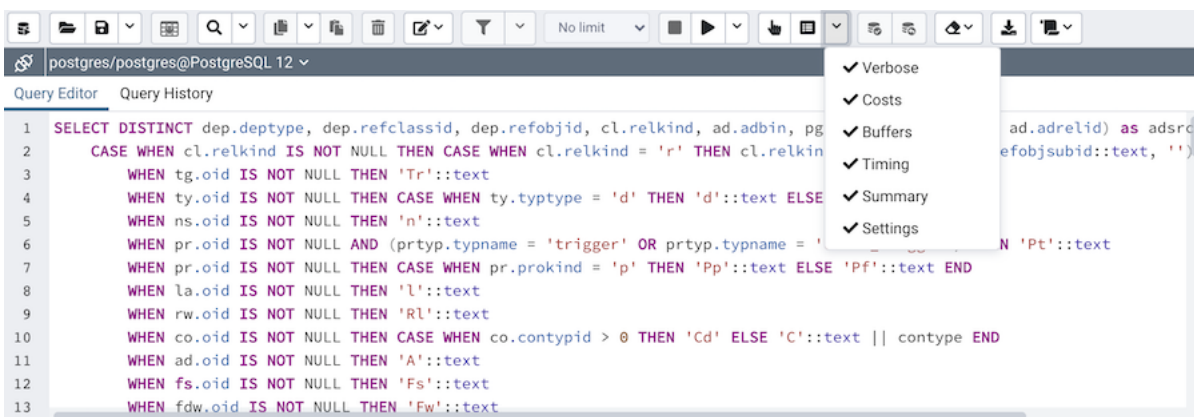 No limit
postgres/postgres@PostgreSQL 12
Query Editor Query History
Verbose
Costs
Buffers
Timing
Summary
Settings
1 SELECT DISTINCT dep.deptype, dep.refclassid, dep.refobjid, cl.relkind, ad.adbin, pg ad.adrelid) as adsrc
2 CASE WHEN cl.relkind IS NOT NULL THEN CASE WHEN cl.relkind = 'r' THEN cl.relkin efobjsubid::text, '')
3 WHEN tg.oid IS NOT NULL THEN 'Tr'::text
4 WHEN ty.oid IS NOT NULL THEN CASE WHEN ty.typtype = 'd' THEN 'd'::text ELSE
5 WHEN ns.oid IS NOT NULL THEN 'n'::text
6 WHEN pr.oid IS NOT NULL AND (prtyp.typname = 'trigger' OR prtyp.typname = ' N 'Pt'::text
7 WHEN pr.oid IS NOT NULL THEN CASE WHEN pr.prokind = 'p' THEN 'Pp'::text ELSE 'Pf'::text END
8 WHEN la.oid IS NOT NULL THEN 'l'::text
9 WHEN rw.oid IS NOT NULL THEN 'Rl'::text
10 WHEN co.oid IS NOT NULL THEN CASE WHEN co.contypid > 0 THEN 'Cd' ELSE 'C'::text || contype END
11 WHEN ad.oid IS NOT NULL THEN 'A'::text
12 WHEN fs.oid IS NOT NULL THEN 'Fs'::text
13 WHEN fdw.oid IS NOT NULL THEN 'Fw'::text